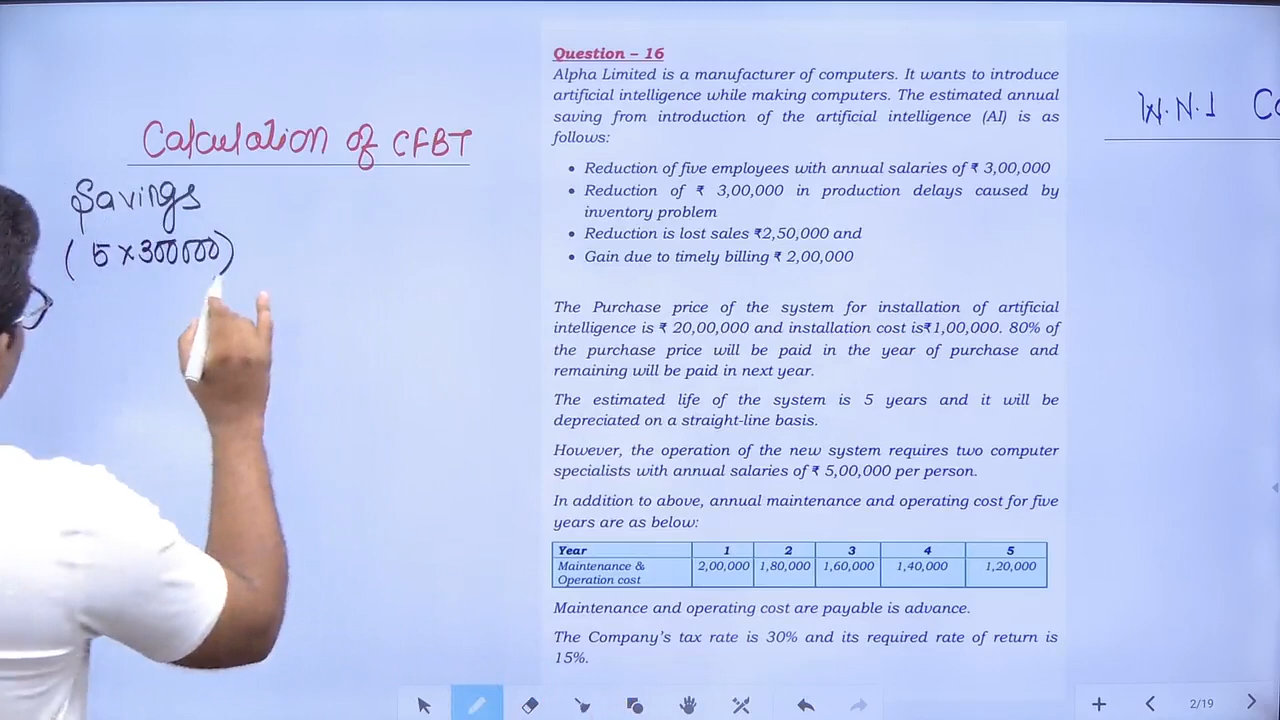 Calculation of CFBT
Savings
( 5 × 300000)
Question – 16
Alpha Limited is a manufacturer of computers. It wants to introduce
artificial intelligence while making computers. The estimated annual
saving from introduction of the artificial intelligence (AI) is as
follows:
• Reduction of five employees with annual salaries of ₹ 3,00,000
• Reduction of ₹ 3,00,000 in production delays caused by
inventory problem
• Reduction is lost sales ₹2,50,000 and
• Gain due to timely billing ₹ 2,00,000
The Purchase price of the system for installation of artificial
intelligence is ₹ 20,00,000 and installation cost is₹1,00,000. 80% of
the purchase price will be paid in the year of purchase and
remaining will be paid in next year.
The estimated life of the system is 5 years and it will be
depreciated on a straight-line basis.
However, the operation of the new system requires two computer
specialists with annual salaries of ₹ 5,00,000 per person.
In addition to above, annual maintenance and operating cost for five
years are as below:
Year 1 2 3 4 5
Maintenance & 2,00,000 1,80,000 1,60,000 1,40,000 1,20,000
Operation cost
Maintenance and operating cost are payable is advance.
The Company's tax rate is 30% and its required rate of return is
15%.
W.N.1
2/19